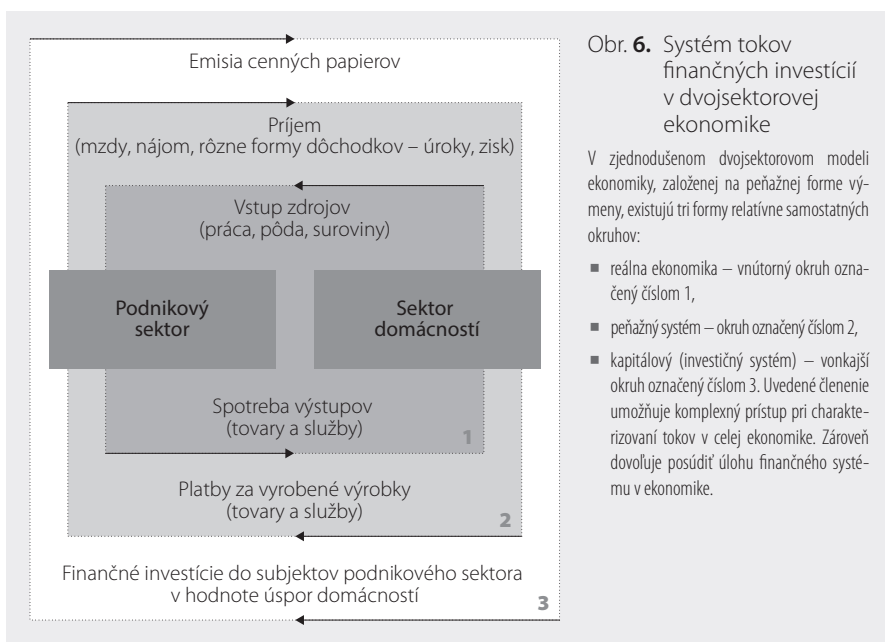 Emisia cenných papierov
Príjem
(mzdy, nájom, rôzne formy dôchodkov – úroky, zisk)
Vstup zdrojov
(práca, pôda, suroviny)
Podnikový
sektor
Sektor
domácností
Spotreba výstupov
(tovary a služby)
1
Platby za vyrobené výrobky
(tovary a služby)
2
Finančné investície do subjektov podnikového sektora
v hodnote úspor domácností
3
Obr. 6. Systém tokov
finančných investícií
v dvojsektorovej
ekonomike
V zjednodušenom dvojsektorovom modeli
ekonomiky, založenej na peňažnej forme vý-
meny, existujú tri formy relatívne samostatných
okruhov:
■ reálna ekonomika – vnútorný okruh ozna-
čený číslom 1,
■ peňažný systém – okruh označený číslom 2,
■ kapitálový (investičný systém) – vonkajší
okruh označený číslom 3. Uvedené členenie
umožňuje komplexný prístup pri charakte-
rizovaní tokov v celej ekonomike. Zároveň
dovoľuje posúdiť úlohu finančného systé-
mu v ekonomike.